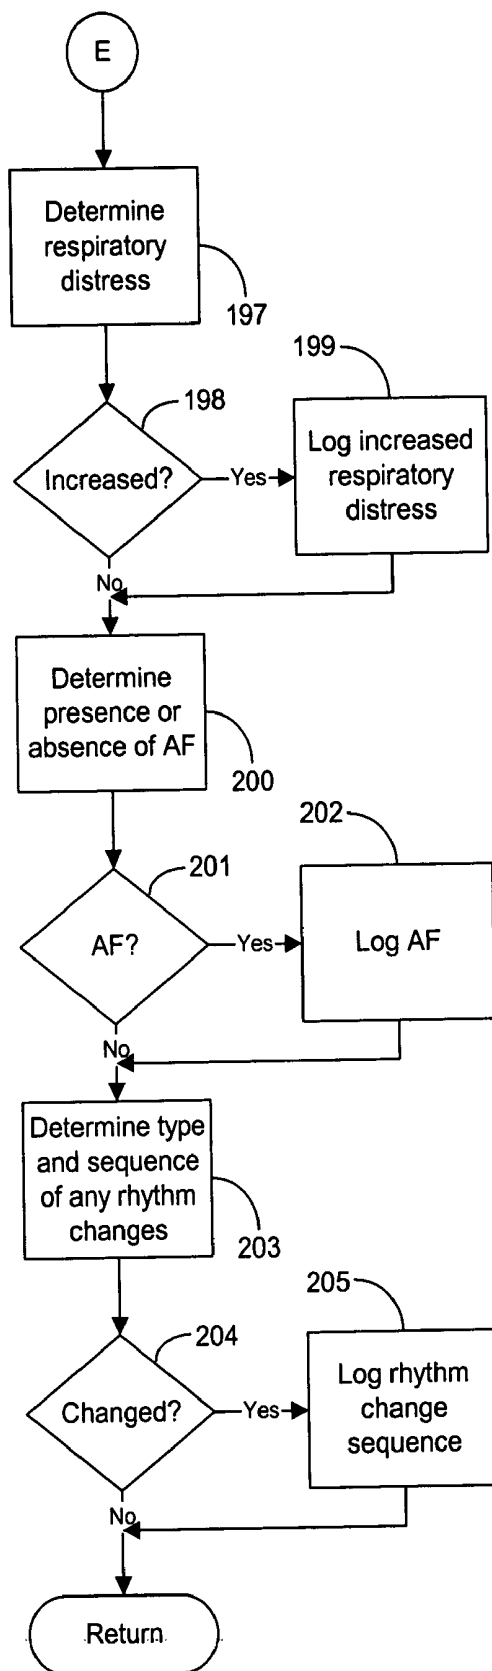 E
Determine
respiratory
distress
197
198
199
Increased?
Yes
Log increased
respiratory
distress
No
Determine
presence or
absence of AF
200
201
202
AF?
Yes
Log AF
No
Determine type
and sequence
of any rhythm
changes
203
204
205
Changed?
Yes
Log rhythm
change
sequence
No
Return